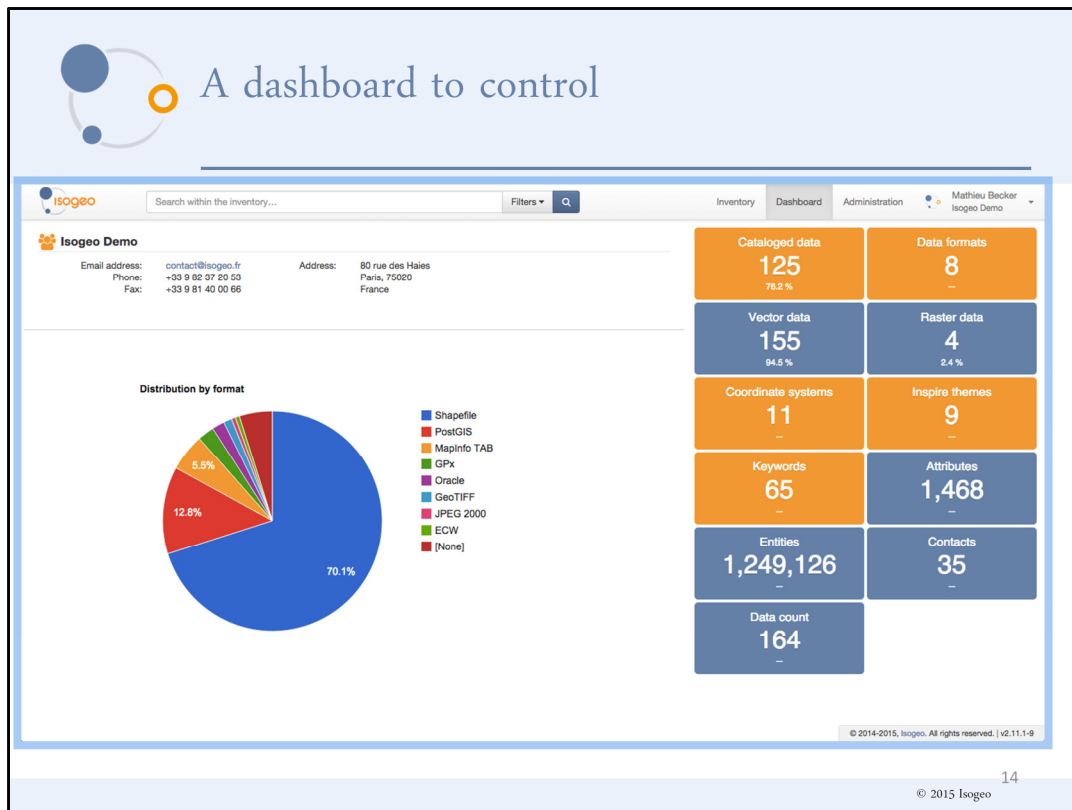 A dashboard to control
isogeo
Search within the inventory...
Filters
Inventory
Dashboard
Administration
Mathieu Becker
Isogeo Demo
Isogeo Demo
Email address: contact@isogeo.fr
Phone: +33 9 82 37 20 53
Fax: +33 9 81 40 00 66
Address: 80 rue des Haies
Paris, 75020
France
Cataloged data
125
76.2 %
Data formats
8
–
Vector data
155
94.5 %
Raster data
4
2.4 %
Coordinate systems
11
–
Inspire themes
9
–
Keywords
65
–
Attributes
1,468
–
Entities
1,249,126
–
Contacts
35
–
Data count
164
–
Distribution by format
5.5%
12.8%
70.1%
Shapefile
PostGIS
MapInfo TAB
GPx
Oracle
GeoTIFF
JPEG 2000
ECW
[None]
© 2014-2015, Isogeo. All rights reserved. | v2.11.1-9
14
© 2015 Isogeo